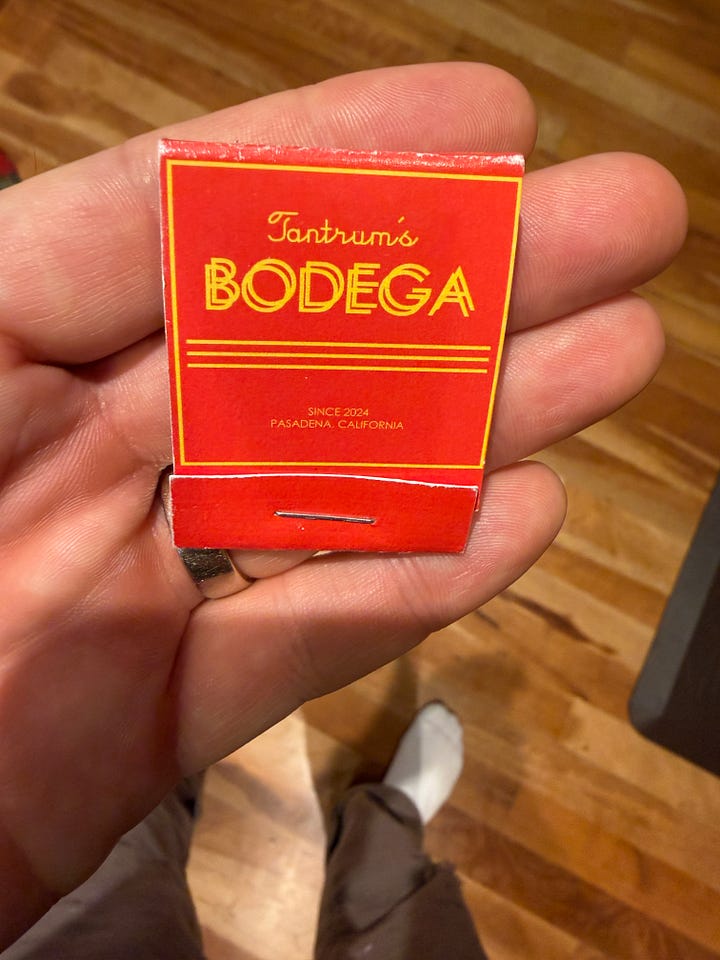 Tantrum's
BODEGA
SINCE 2024
PASADENA, CALIFORNIA